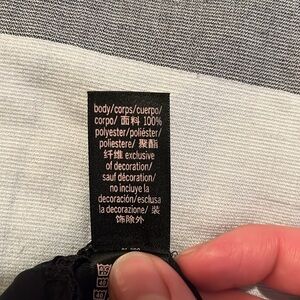 body/corps/cuerpo/
corpo/ 面料 100%
polyester/poliéster/
poliestere/ 聚酯
纤维 exclusive
of decoration/
sauf décoration/
no incluye la
decoración/esclusa
la decorazione/ 装
饰除外